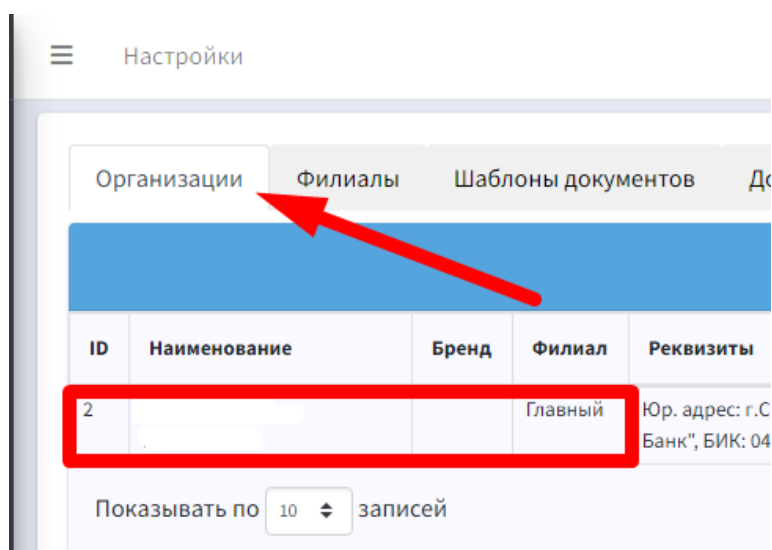 Настройки
Организации Филиалы Шаблоны документов
ID Наименование Бренд Филиал Реквизиты
2 Главный Юр. адрес: г.С
Банк", БИК: 04
Показывать по 10 записей